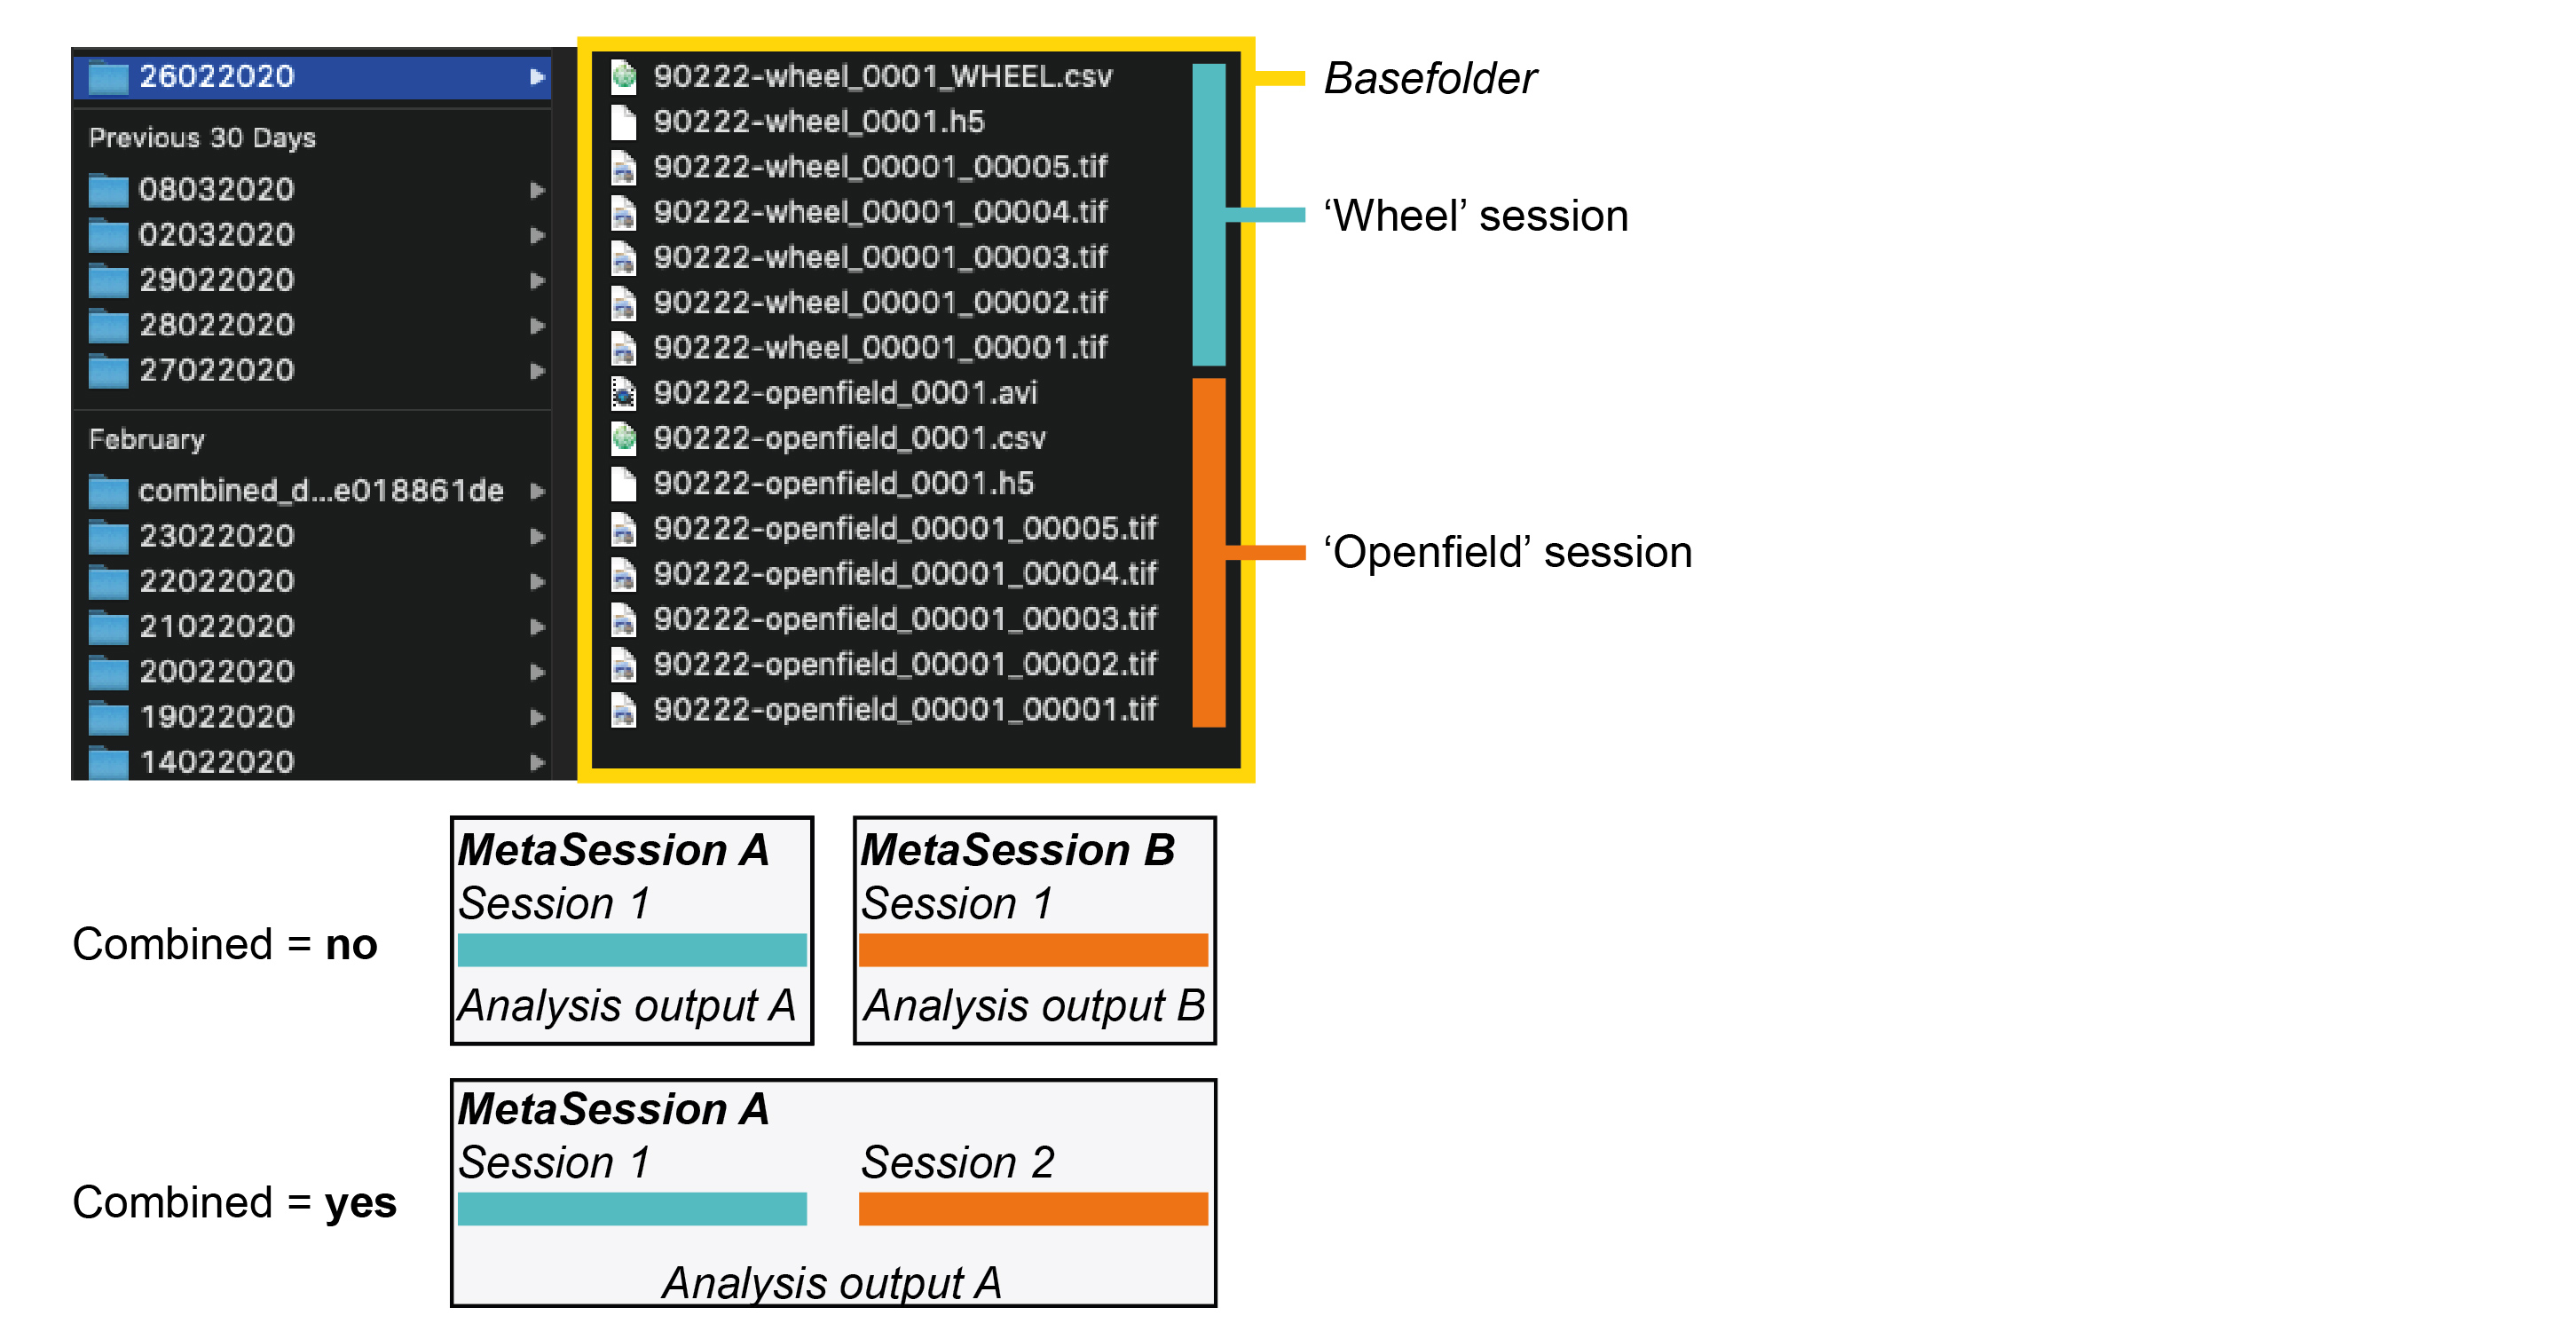 26022020
Previous 30 Days
08032020
02032020
29022020
28022020
27022020
February
combined_d...e018861de
23022020
22022020
21022020
20022020
19022020
14022020
90222-wheel_0001_WHEEL.csv
90222-wheel_0001.h5
90222-wheel_00001_00005.tif
90222-wheel_00001_00004.tif
90222-wheel_00001_00003.tif
90222-wheel_00001_00002.tif
90222-wheel_00001_00001.tif
90222-openfield_0001.avi
90222-openfield_0001.csv
90222-openfield_0001.h5
90222-openfield_00001_00005.tif
90222-openfield_00001_00004.tif
90222-openfield_00001_00003.tif
90222-openfield_00001_00002.tif
90222-openfield_00001_00001.tif
Basefolder
‘Wheel’ session
‘Openfield’ session
Combined = no
MetaSession A
Session 1
Analysis output A
MetaSession B
Session 1
Analysis output B
Combined = yes
MetaSession A
Session 1
Session 2
Analysis output A